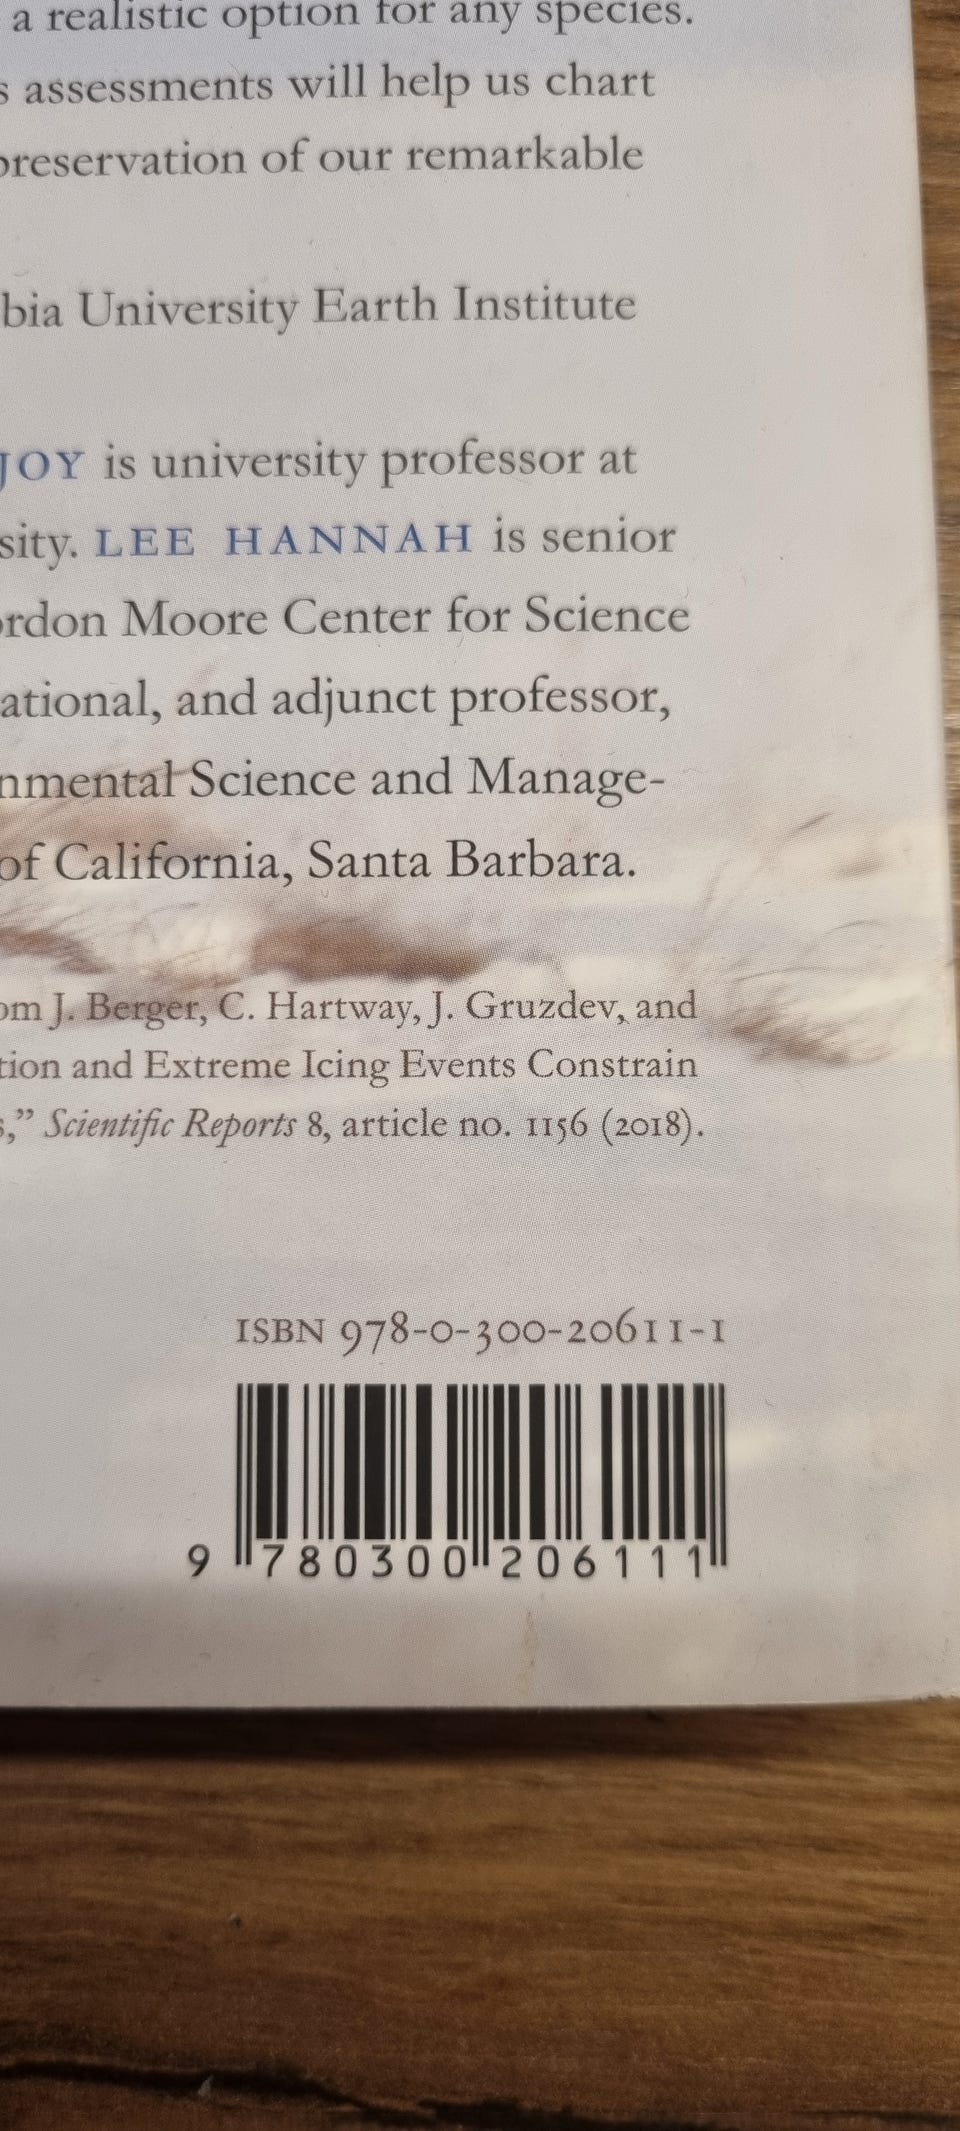 a realistic option for any species.
s assessments will help us chart
preservation of our remarkable
bia University Earth Institute
JOY is university professor at
sity. LEE HANNAH is senior
ordon Moore Center for Science
ational, and adjunct professor,
nmental Science and Manage-
of California, Santa Barbara.
om J. Berger, C. Hartway, J. Gruzdev, and
tion and Extreme Icing Events Constrain
s,” Scientific Reports 8, article no. 1156 (2018).
ISBN 978-0-300-20611-1
9 780300 206111